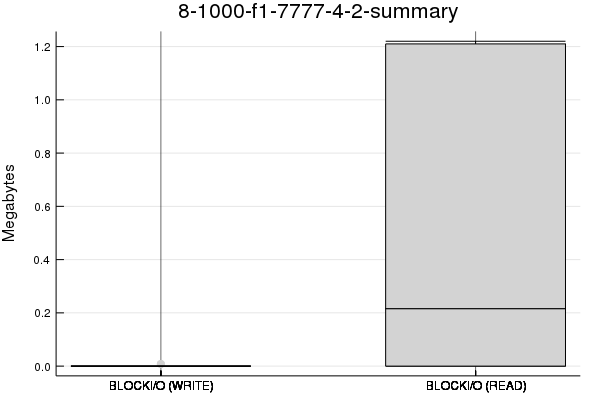 8-1000-f1-7777-4-2-summary
Megabytes
1.2
1.0
0.8
0.6
0.4
0.2
0.0
BLOCKI/O (WRITE)
BLOCKI/O (READ)